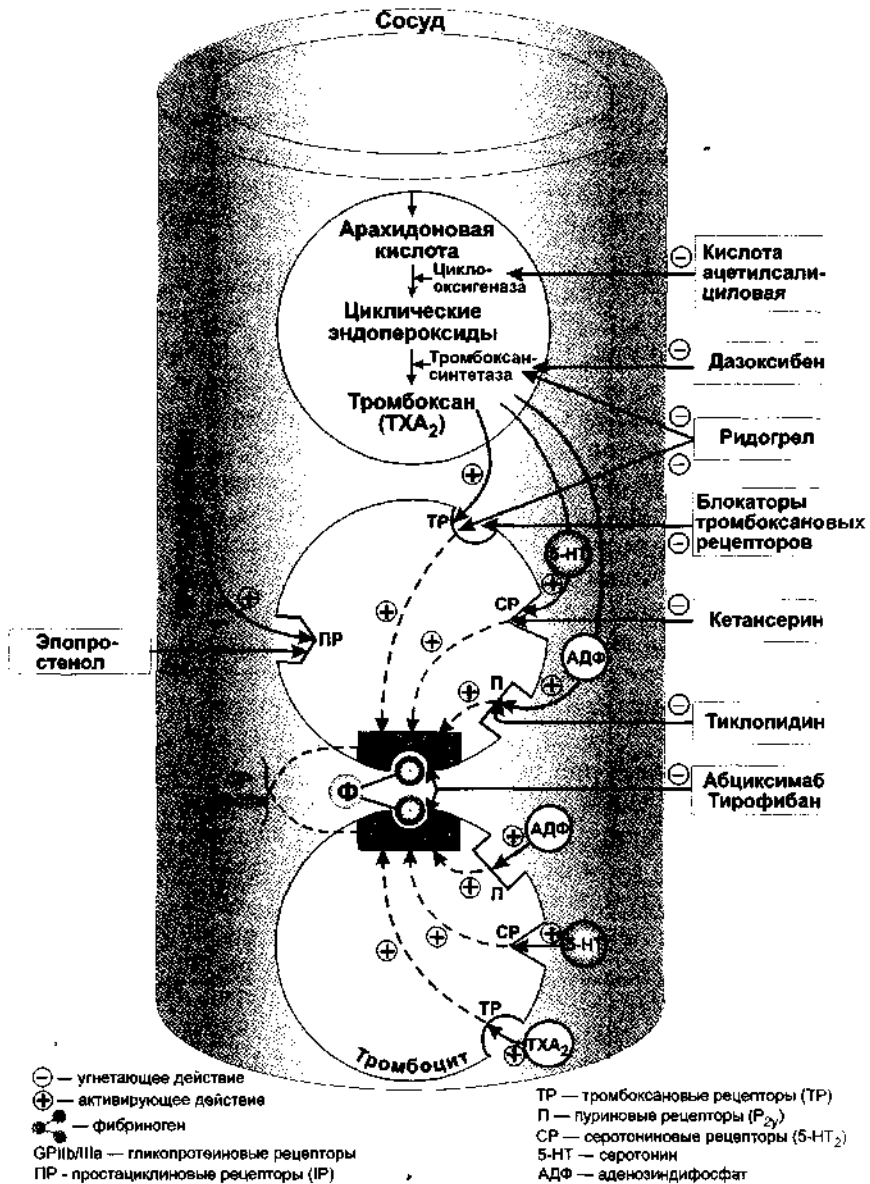 Сосуд
Арахидоновая
кислота
Цикло-
оксигеназа
Циклические
эндопероксиды
Тромбоксан-
синтетаза
Тромбоксан
(TXA₂)
Кислота
ацетилсали-
циловая
Дазоксибен
Ридогрел
Блокаторы
тромбоксановых
рецепторов
Кетансерин
Тиклопидин
Абциксимаб
Тирофибан
Эпопро-
стенол
ТР
5-НТ
СР
ПР
АДФ
П
Ф
АДФ
П
СР
5-НТ
ТР
TXA₂
Тромбоцит
⊖ — угнетающее действие
⊕ — активирующее действие
— фибриноген
GPIIb/IIIa — гликопротеиновые рецепторы
ПР - простациклиновые рецепторы (IP)
ТР — тромбоксановые рецепторы (ТР)
П — пуриновые рецепторы (P₂y)
СР — серотониновые рецепторы (5-НТ₂)
5-НТ — серотонин
АДФ — аденозиндифосфат